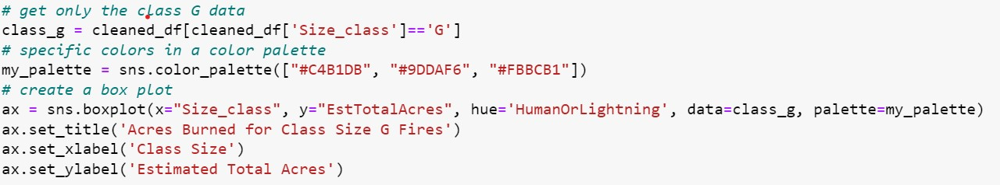 # get only the class G data
class_g = cleaned_df[cleaned_df['Size_class']=='G']
# specific colors in a color palette
my_palette = sns.color_palette(["#C4B1DB", "#9DDAF6", "#FBBCB1"])
# create a box plot
ax = sns.boxplot(x="Size_class", y="EstTotalAcres", hue='HumanOrLightning', data=class_g, palette=my_palette)
ax.set_title('Acres Burned for Class Size G Fires')
ax.set_xlabel('Class Size')
ax.set_ylabel('Estimated Total Acres')